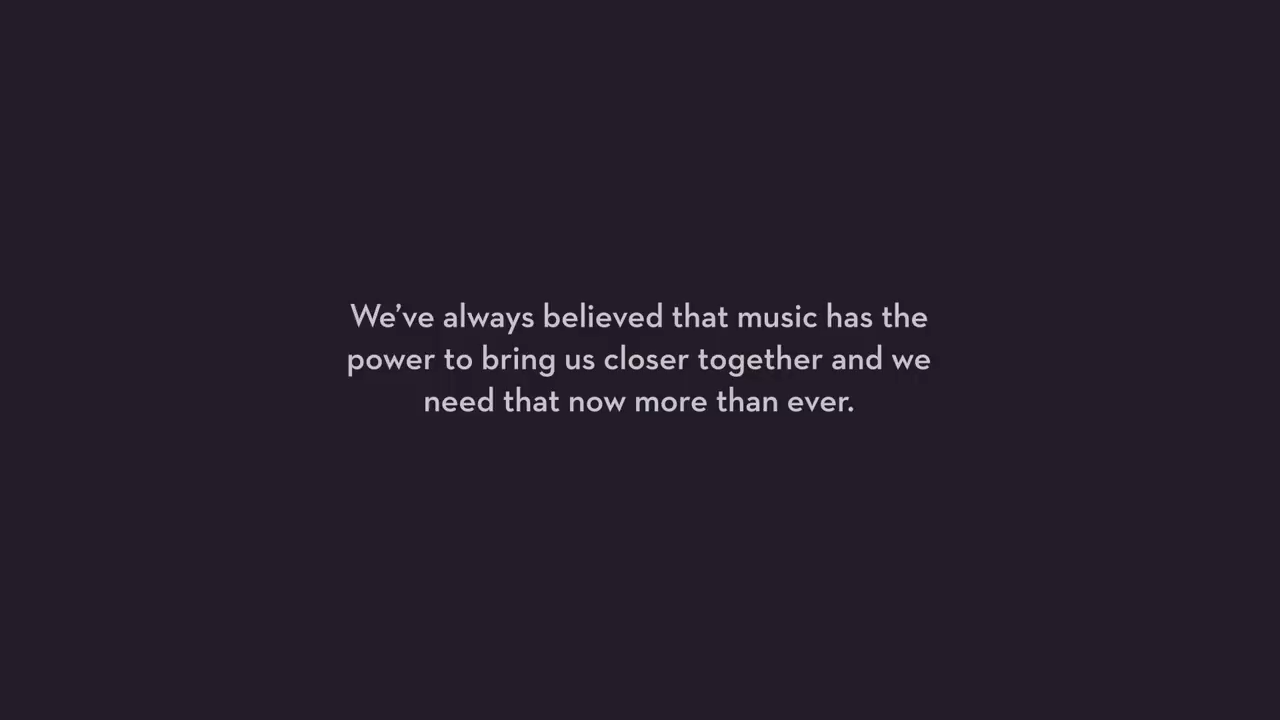 We’ve always believed that music has the
power to bring us closer together and we
need that now more than ever.